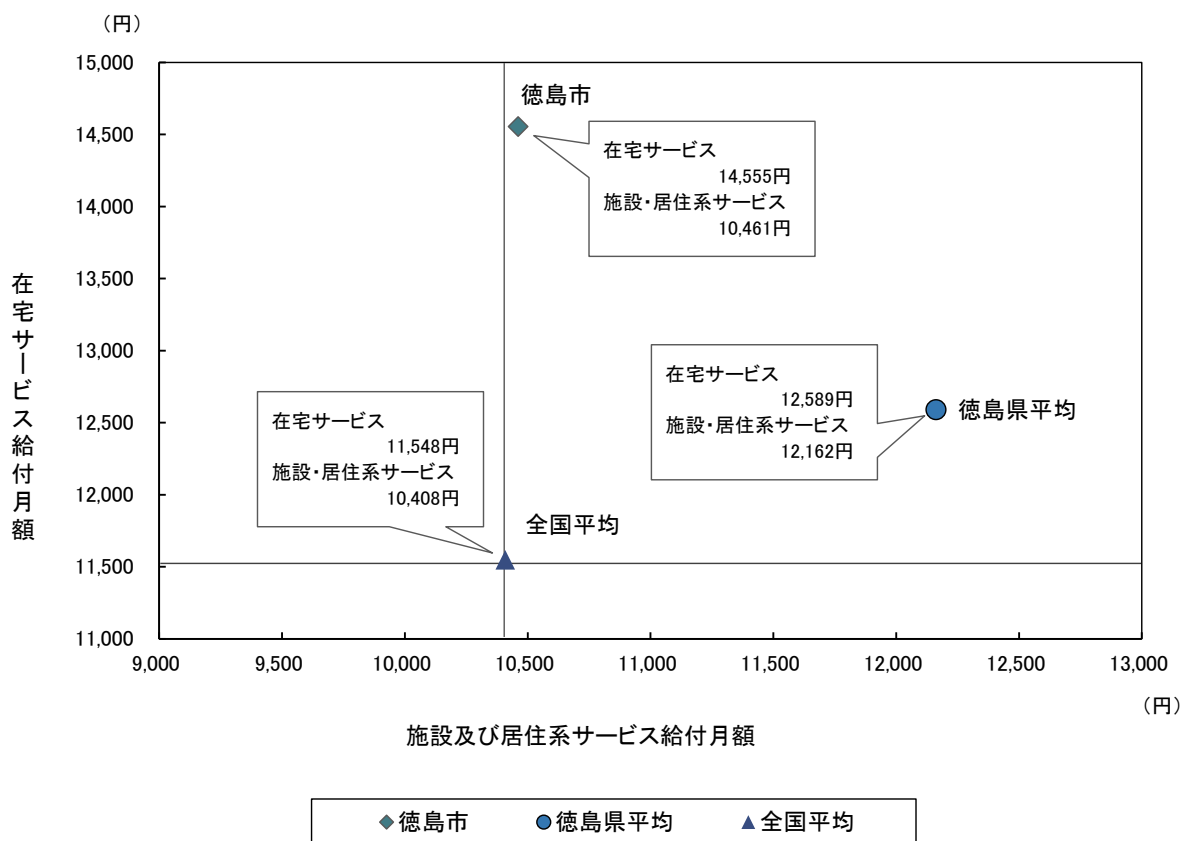 （円）
15,000
14,500
14,000
13,500
13,000
12,500
12,000
11,500
11,000
在宅サービス給付月額
徳島市
在宅サービス
14,555円
施設・居住系サービス
10,461円
在宅サービス
12,589円
施設・居住系サービス
12,162円
徳島県平均
在宅サービス
11,548円
施設・居住系サービス
10,408円
全国平均
9,000 9,500 10,000 10,500 11,000 11,500 12,000 12,500 13,000
（円）
施設及び居住系サービス給付月額
徳島市 徳島県平均 全国平均